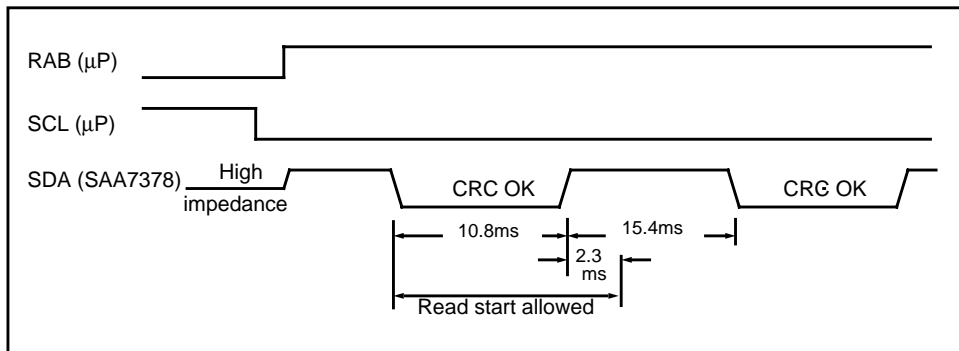 RAB (μP)
SCL (μP)
SDA (SAA7378)
High
impedance
CRC OK
CRC OK
10.8ms
15.4ms
2.3
ms
Read start allowed